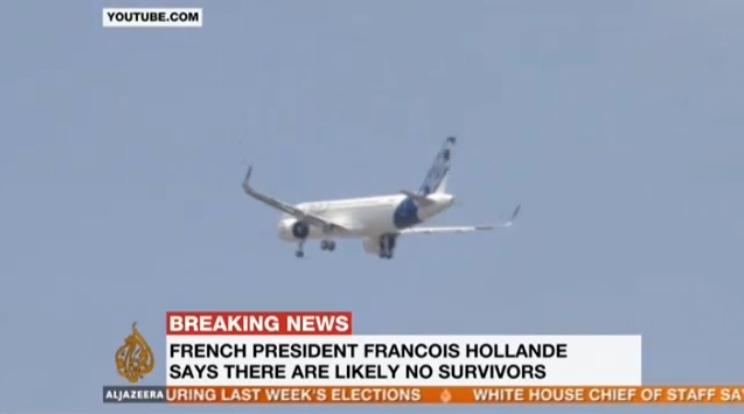 YOUTUBE.COM
BREAKING NEWS
FRENCH PRESIDENT FRANCOIS HOLLANDE
SAYS THERE ARE LIKELY NO SURVIVORS
ALJAZEERA URING LAST WEEK'S ELECTIONS WHITE HOUSE CHIEF OF STAFF SAY